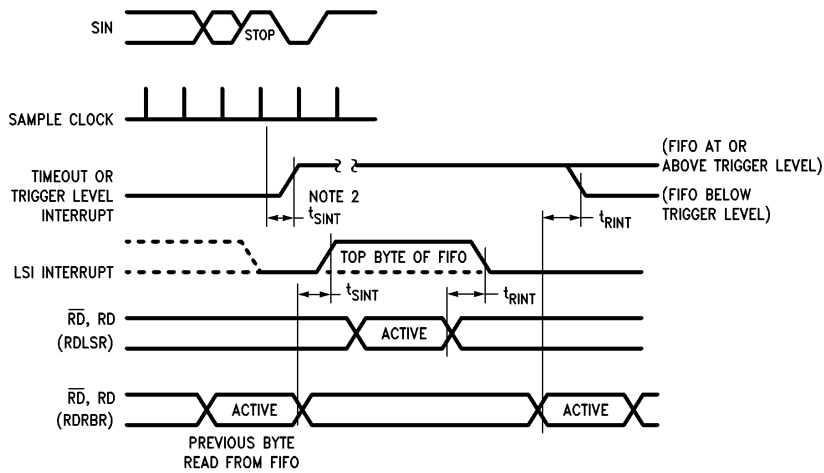 SIN
STOP
SAMPLE CLOCK
TIMEOUT OR
TRIGGER LEVEL
INTERRUPT
NOTE 2
tSINT
(FIFO AT OR
ABOVE TRIGGER LEVEL)
(FIFO BELOW
TRIGGER LEVEL)
tRINT
LSI INTERRUPT
TOP BYTE OF FIFO
tSINT
tRINT
RD, RD
(RDLSR)
ACTIVE
RD, RD
(RDRBR)
ACTIVE
ACTIVE
PREVIOUS BYTE
READ FROM FIFO